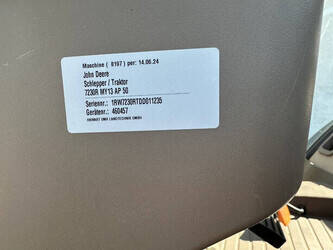 Maschine ( 8197 ) per: 14.06.24
John Deere
Schlepper / Traktor
7230R MY13 AP 50
Seriennr.: 1RW7230RTDD011235
Gerätenr.: 460457